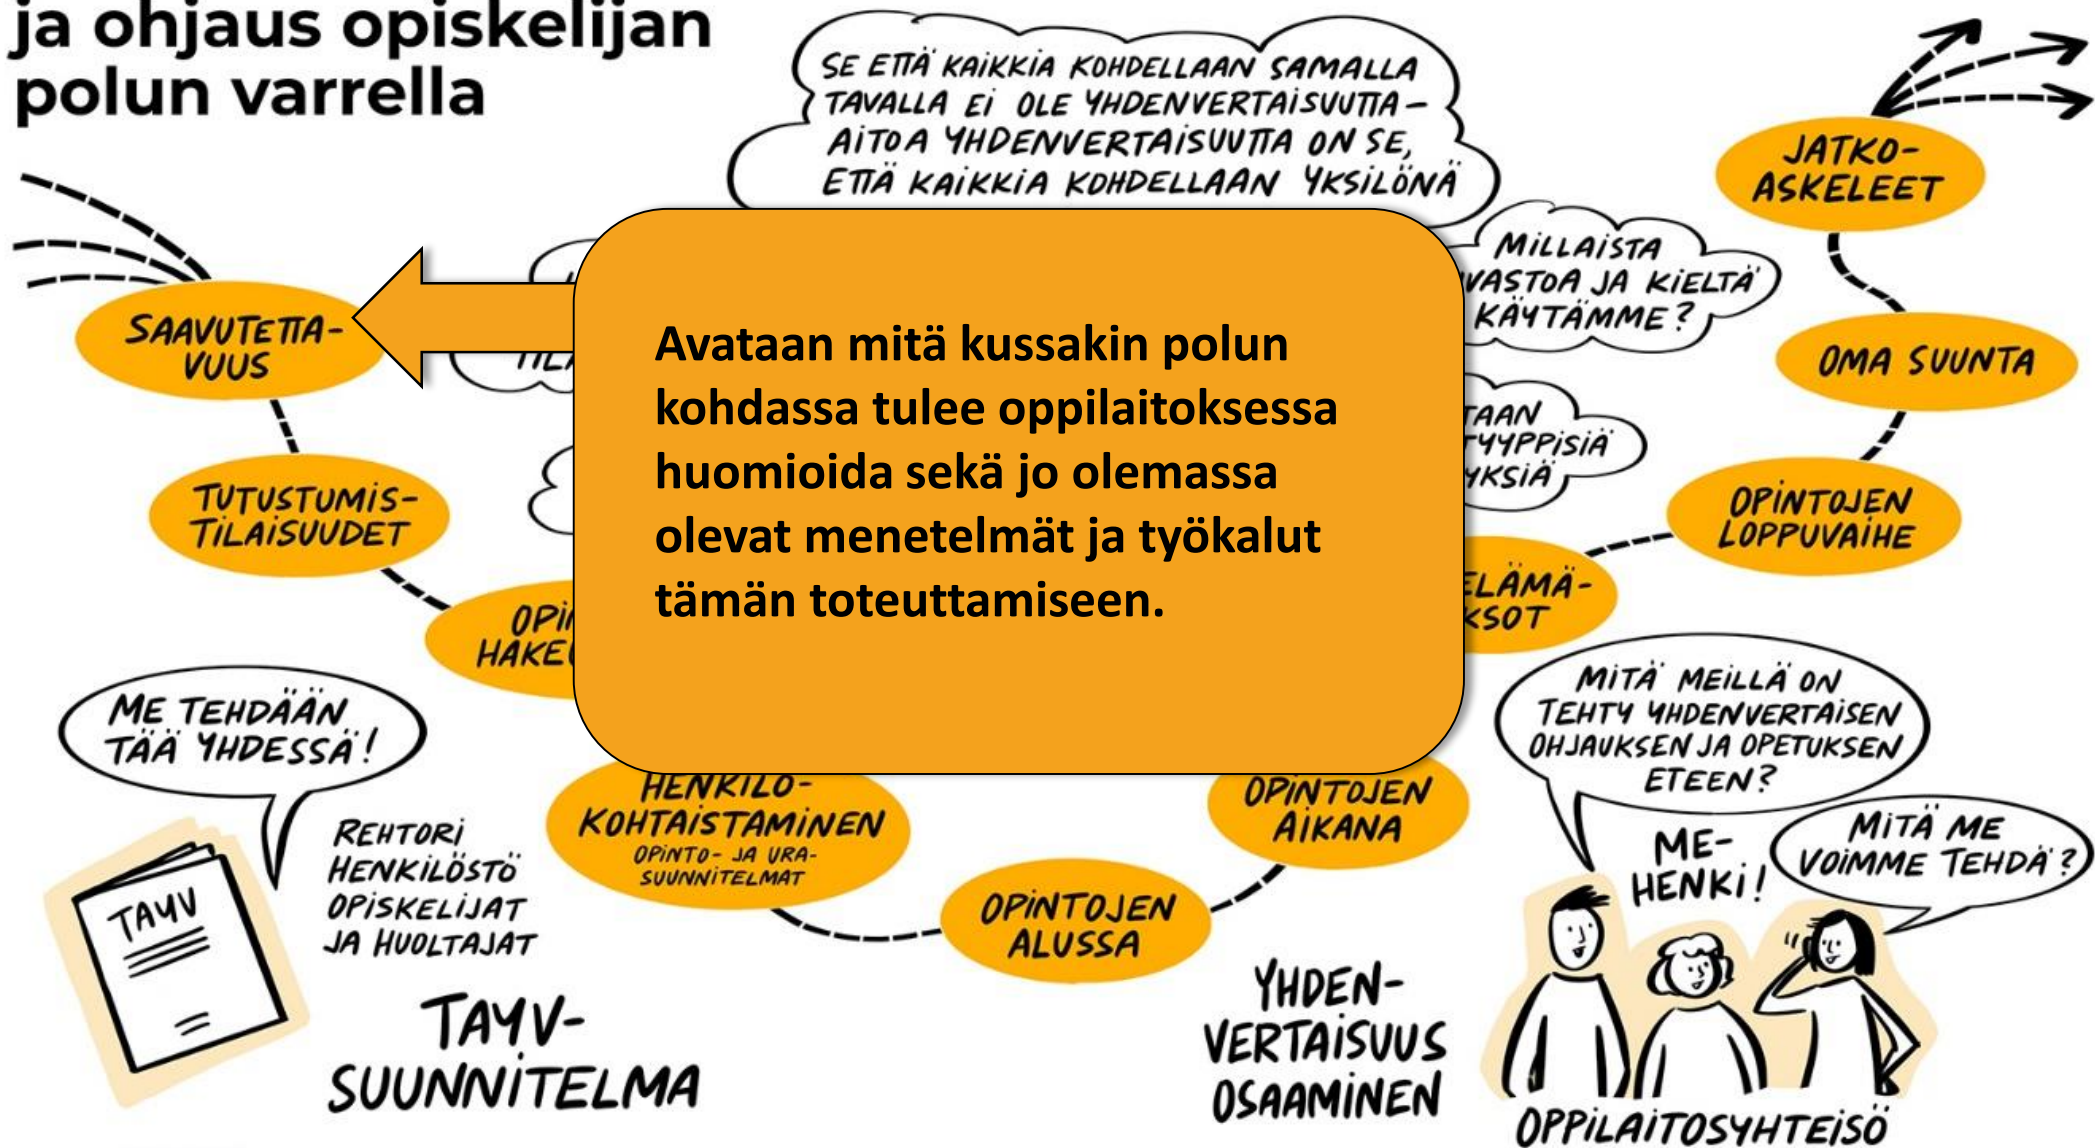 ja ohjaus opiskelijan
polun varrella
SE ETTÄ KAIKKIA KOHDELLAAN SAMALLA
TAVALLA EI OLE YHDENVERTAISUUTTA –
AITOA YHDENVERTAISUUTTA ON SE,
ETTÄ KAIKKIA KOHDELLAAN YKSILÖNÄ
JATKO-
ASKELEET
MILLAISTA
JA KIELTÄ
KÄYTÄMME?
SAAVUTETTA-
VUUS
OMA SUUNTA
Avataan mitä kussakin polun
kohdassa tulee oppilaitoksessa
huomioida sekä jo olemassa
olevat menetelmät ja työkalut
tämän toteuttamiseen.
TUTUSTUMIS-
TILAISUUDET
OPINTOJEN
LOPPUVAIHE
ME TEHDÄÄN
TÄÄ YHDESSÄ!
MITÄ MEILLÄ ON
TEHTY YHDENVERTAISEN
OHJAUKSEN JA OPETUKSEN
ETEEN?
HENKILÖ-
KOHTAISTAMINEN
OPINTO- JA URA-
SUUNNITELMAT
OPINTOJEN
AIKANA
OPINTOJEN
ALUSSA
REHTORI
HENKILÖSTÖ
OPISKELIJAT
JA HUOLTAJAT
TAYV
TAYV-
SUUNNITELMA
ME-
HENKI!
MITÄ ME
VOIMME TEHDÄ?
YHDEN-
VERTAISUUS
OSAAMINEN
OPPILAITOSYHTEISÖ